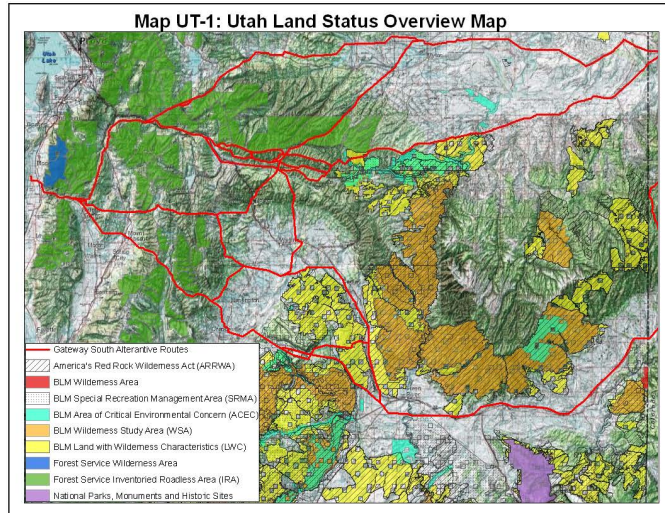 Map UT-1: Utah Land Status Overview Map
Utah
Lake
Gateway South Alterantive Routes
America's Red Rock Wilderness Act (ARRWA)
BLM Wilderness Area
BLM Special Recreation Management Area (SRMA)
BLM Area of Critical Environmental Concern (ACEC)
BLM Wilderness Study Area (WSA)
BLM Land with Wilderness Characteristics (LWC)
Forest Service Wilderness Area
Forest Service Inventoried Roadless Area (IRA)
National Parks, Monuments and Historic Sites